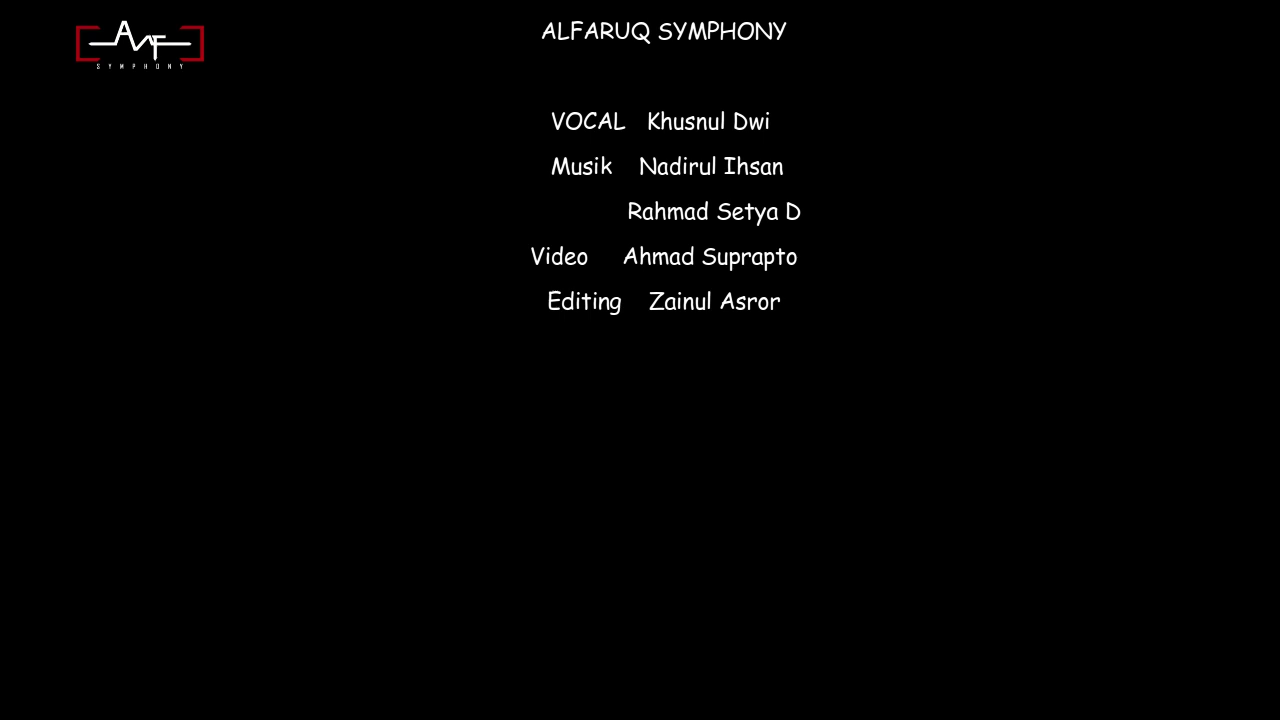 ALFARUQ SYMPHONY
AF
SYMPHONY
VOCAL Khusnul Dwi
Musik Nadirul Ihsan
Rahmad Setya D
Video Ahmad Suprapto
Editing Zainul Asror